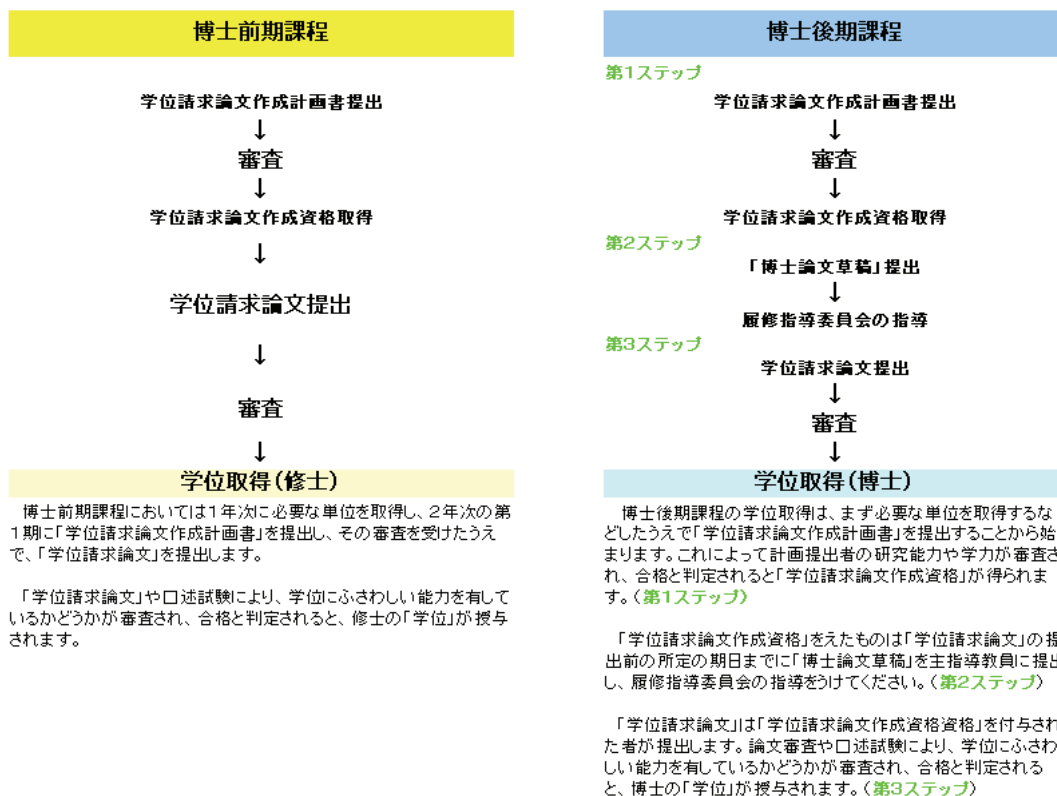 博士前期課程
学位請求論文作成計画書提出
↓
審査
↓
学位請求論文作成資格取得
↓
学位請求論文提出
↓
審査
↓
学位取得(修士)
博士前期課程においては1年次に必要な単位を取得し、2年次の第
1期に「学位請求論文作成計画書」を提出し、その審査を受けたうえ
で、「学位請求論文」を提出します。
「学位請求論文」や口述試験により、学位にふさわしい能力を有して
いるかどうかが審査され、合格と判定されると、修士の「学位」が授与
されます。
博士後期課程
第1ステップ
学位請求論文作成計画書提出
↓
審査
↓
学位請求論文作成資格取得
第2ステップ
「博士論文草稿」提出
↓
履修指導委員会の指導
第3ステップ
学位請求論文提出
↓
審査
↓
学位取得(博士)
博士後期課程の学位取得は、まず必要な単位を取得するな
どしたうえで「学位請求論文作成計画書」を提出することから始
まります。これによって計画提出者の研究能力や学力が審査さ
れ、合格と判定されると「学位請求論文作成資格」が得られま
す。(第1ステップ)
「学位請求論文作成資格」をえたものは「学位請求論文」の提
出前の所定の期日までに「博士論文草稿」を主指導教員に提出
し、履修指導委員会の指導をうけてください。(第2ステップ)
「学位請求論文」は「学位請求論文作成資格資格」を付与され
た者が提出します。論文審査や口述試験により、学位にふさわ
しい能力を有しているかどうかが審査され、合格と判定される
と、博士の「学位」が授与されます。(第3ステップ)